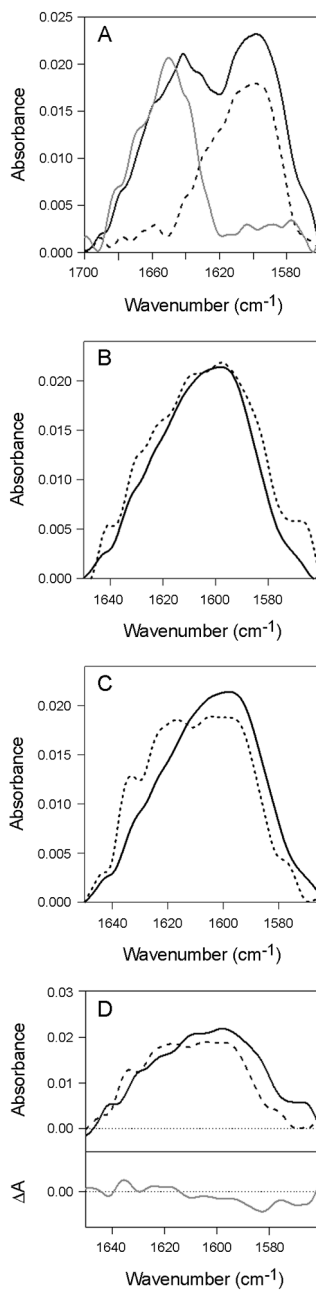 A
0.025
0.020
0.015
0.010
0.005
0.000
Absorbance
1700 1660 1620 1580
Wavenumber (cm-1)
B
0.020
0.015
0.010
0.005
0.000
Absorbance
1640 1620 1600 1580
Wavenumber (cm-1)
C
0.020
0.015
0.010
0.005
0.000
Absorbance
1640 1620 1600 1580
Wavenumber (cm-1)
D
0.03
0.02
0.01
0.00
Absorbance
0.00
ΔA
1640 1620 1600 1580
Wavenumber (cm-1)